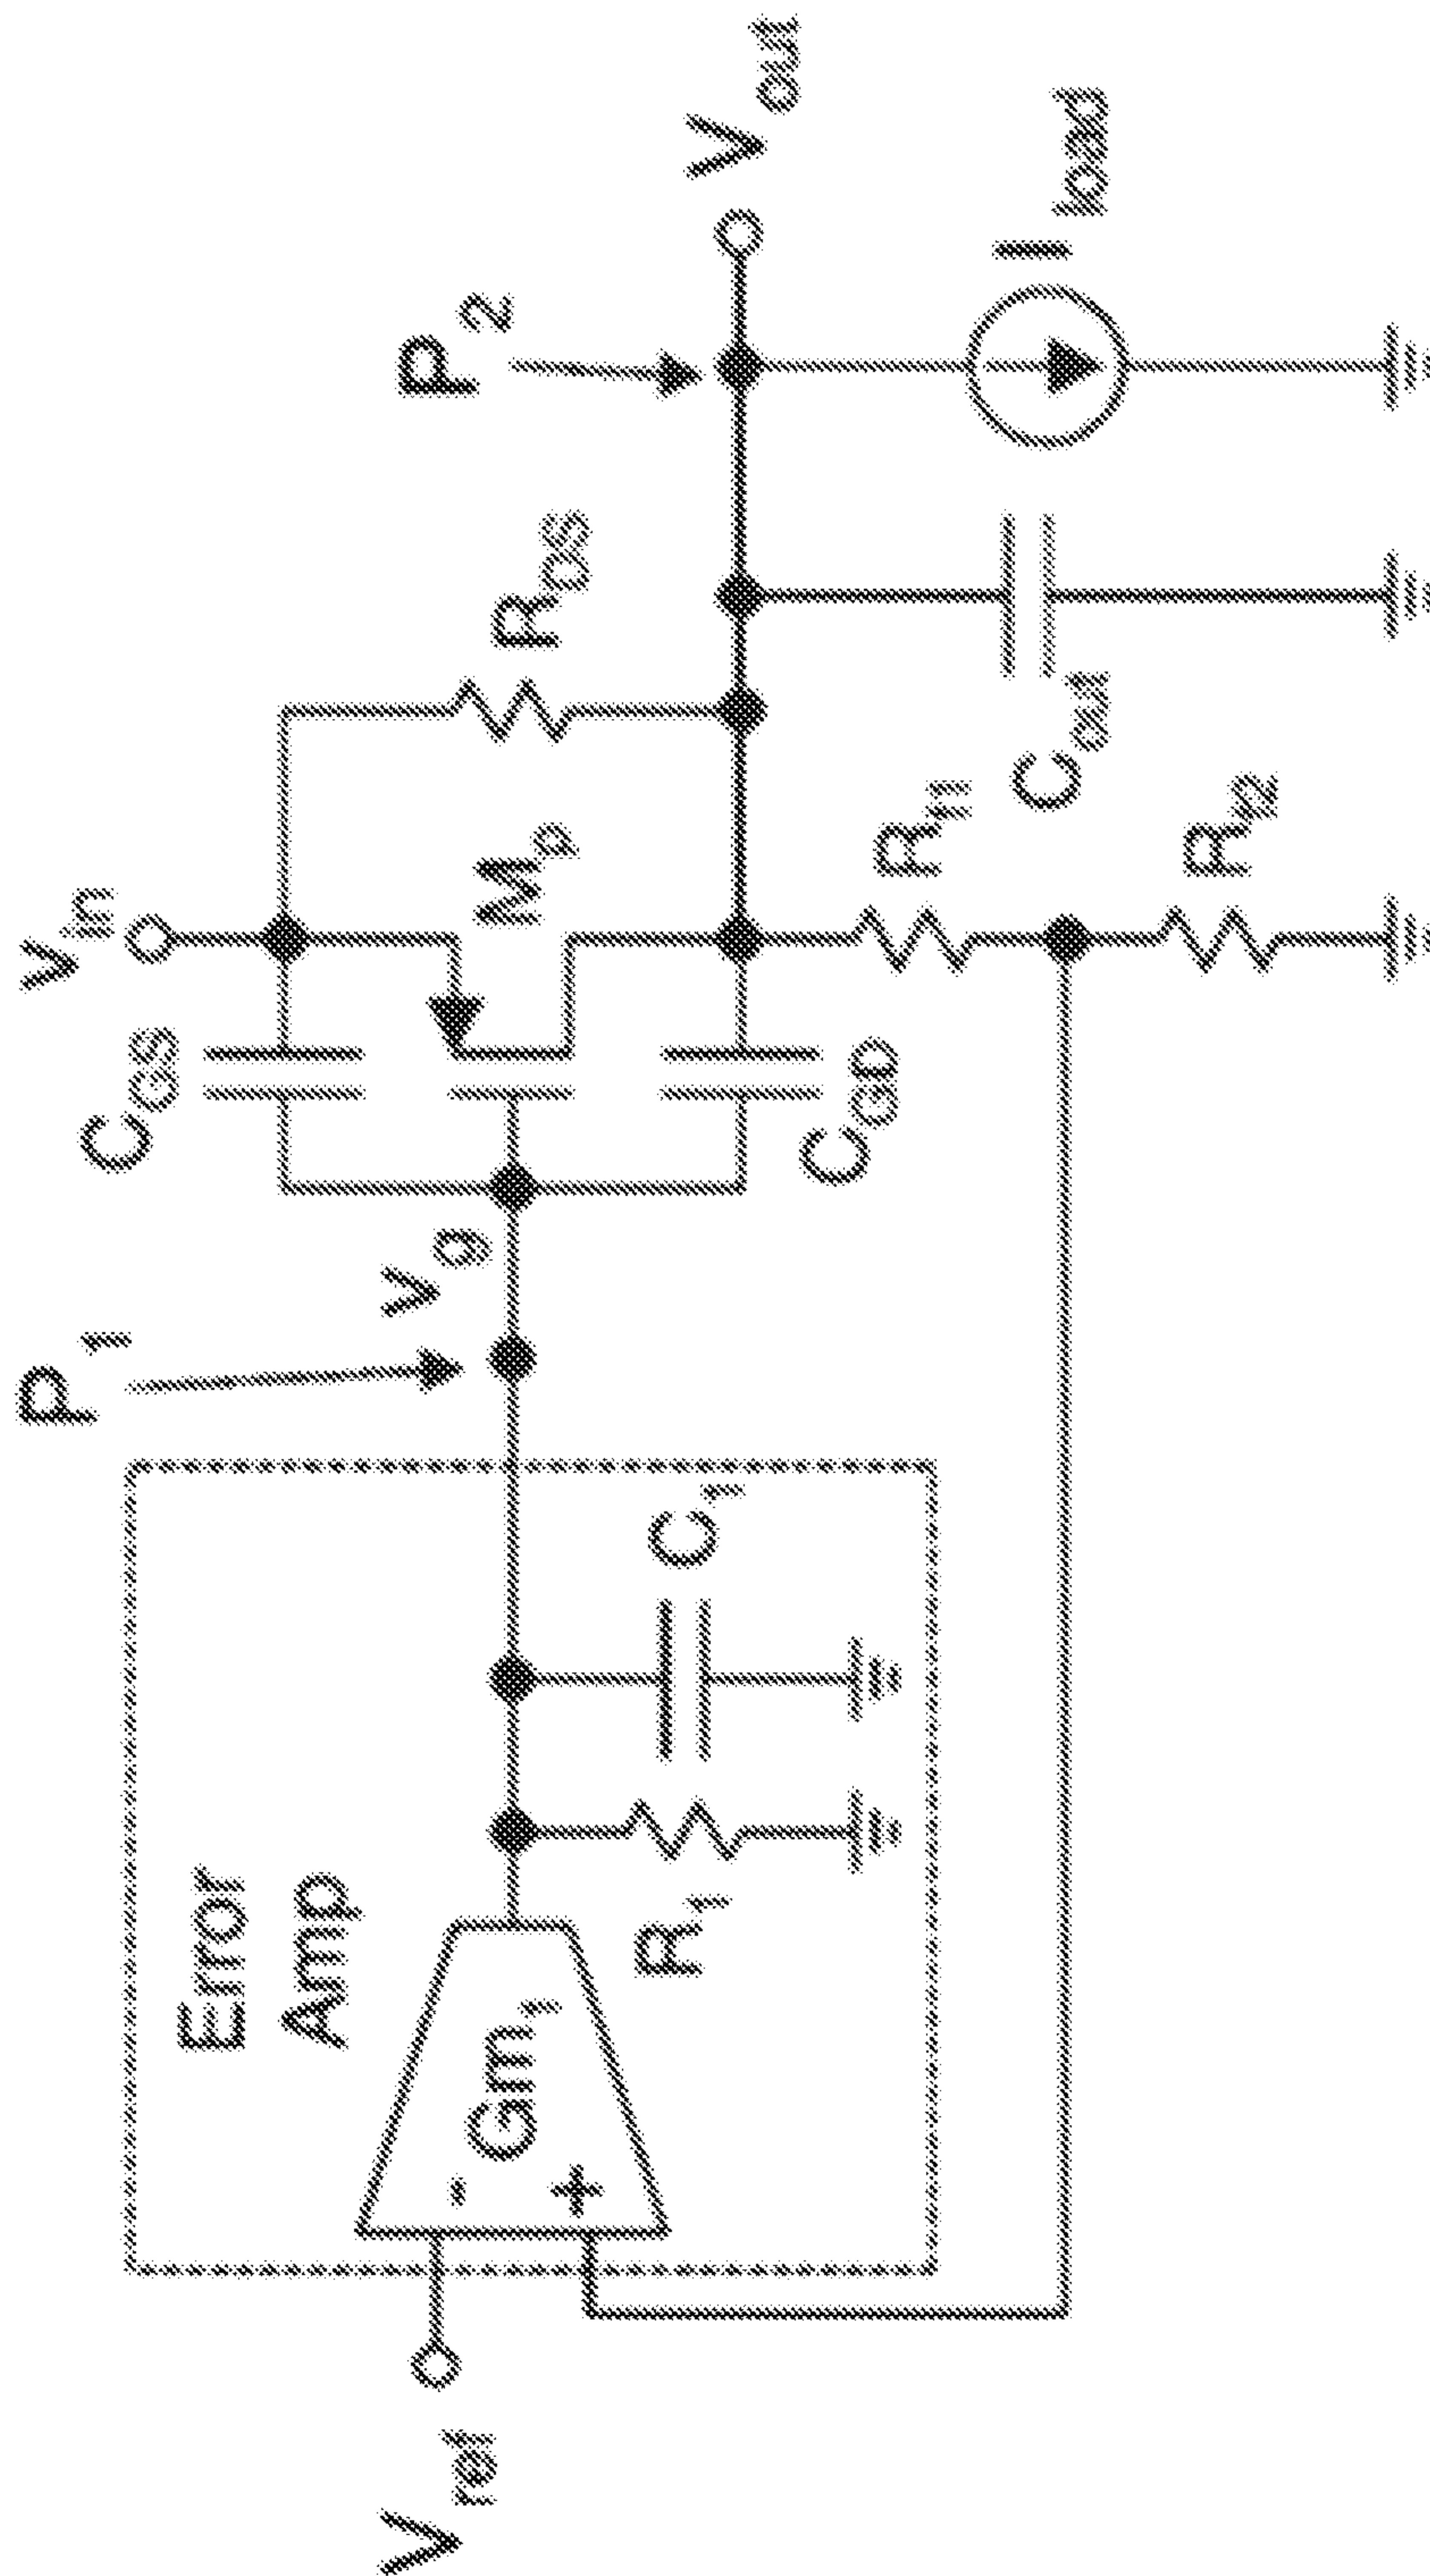 Vref
Error
Amp
-
Gm1
+
R1
C1
P1
vg
CGS
vin
CGD
Mp
RDS
Rf1
Rf2
Cout
P2
Vout
Iload